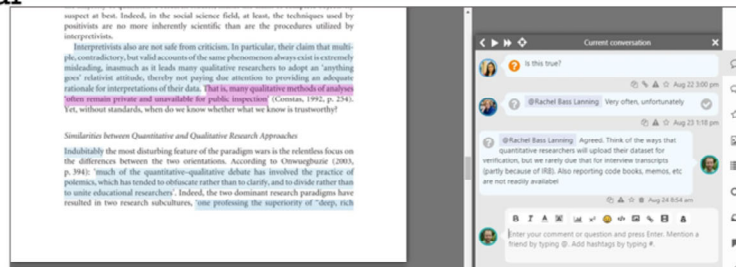 suspect at best. Indeed, in the social science field, at least, the techniques used by
positivists are no more inherently scientific than are the procedures utilized by
interpretivists.
Interpretivists also are not safe from criticism. In particular, their claim that multi-
ple, contradictory, but valid accounts of the same phenomenon always exist is extremely
misleading, inasmuch as it leads many qualitative researchers to adopt an 'anything
goes' relativist attitude, thereby not paying due attention to providing an adequate
rationale for interpretations of their data. That is, many qualitative methods of analyses
'often remain private and unavailable for public inspection' (Constas, 1992, p. 254).
Yet, without standards, when do we know whether what we know is trustworthy?
Similarities between Quantitative and Qualitative Research Approaches
Indubitably the most disturbing feature of the paradigm wars is the relentless focus on
the differences between the two orientations. According to Onwuegbuzie (2003,
p. 394): 'much of the quantitative–qualitative debate has involved the practice of
polemics, which has tended to obfuscate rather than to clarify, and to divide rather than
to unite educational researchers'. Indeed, the two dominant research paradigms have
resulted in two research subcultures, 'one professing the superiority of "deep, rich
Current conversation
Is this true?
Aug 22 3:00 pm
@Rachel Bass Lanning Very often, unfortunately
Aug 23 1:18 pm
@Rachel Bass Lanning Agreed. Think of the ways that
quantitative researchers will upload their dataset for
verification, but we rarely due that for interview transcripts
(partly because of IRB). Also reporting code books, memos, etc
are not readily availabel
Aug 24 8:54 am
Enter your comment or question and press Enter. Mention a
friend by typing @. Add hashtags by typing #.